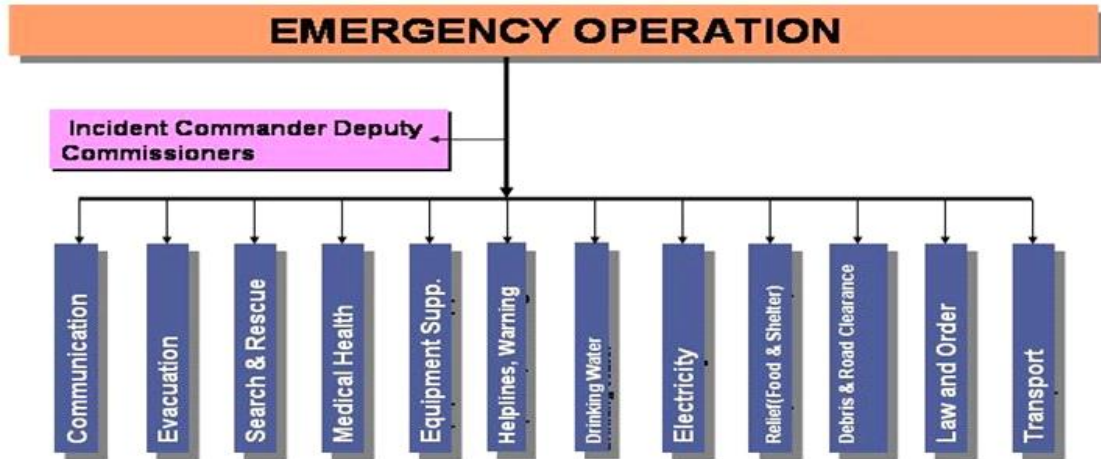 EMERGENCY OPERATION
Incident Commander Deputy
Commissioners
Communication
Evacuation
Search & Rescue
Medical Health
Equipment Supp.
Helplines, Warning
Drinking Water
Electricity
Relief(Food & Shelter)
Debris & Road Clearance
Law and Order
Transport